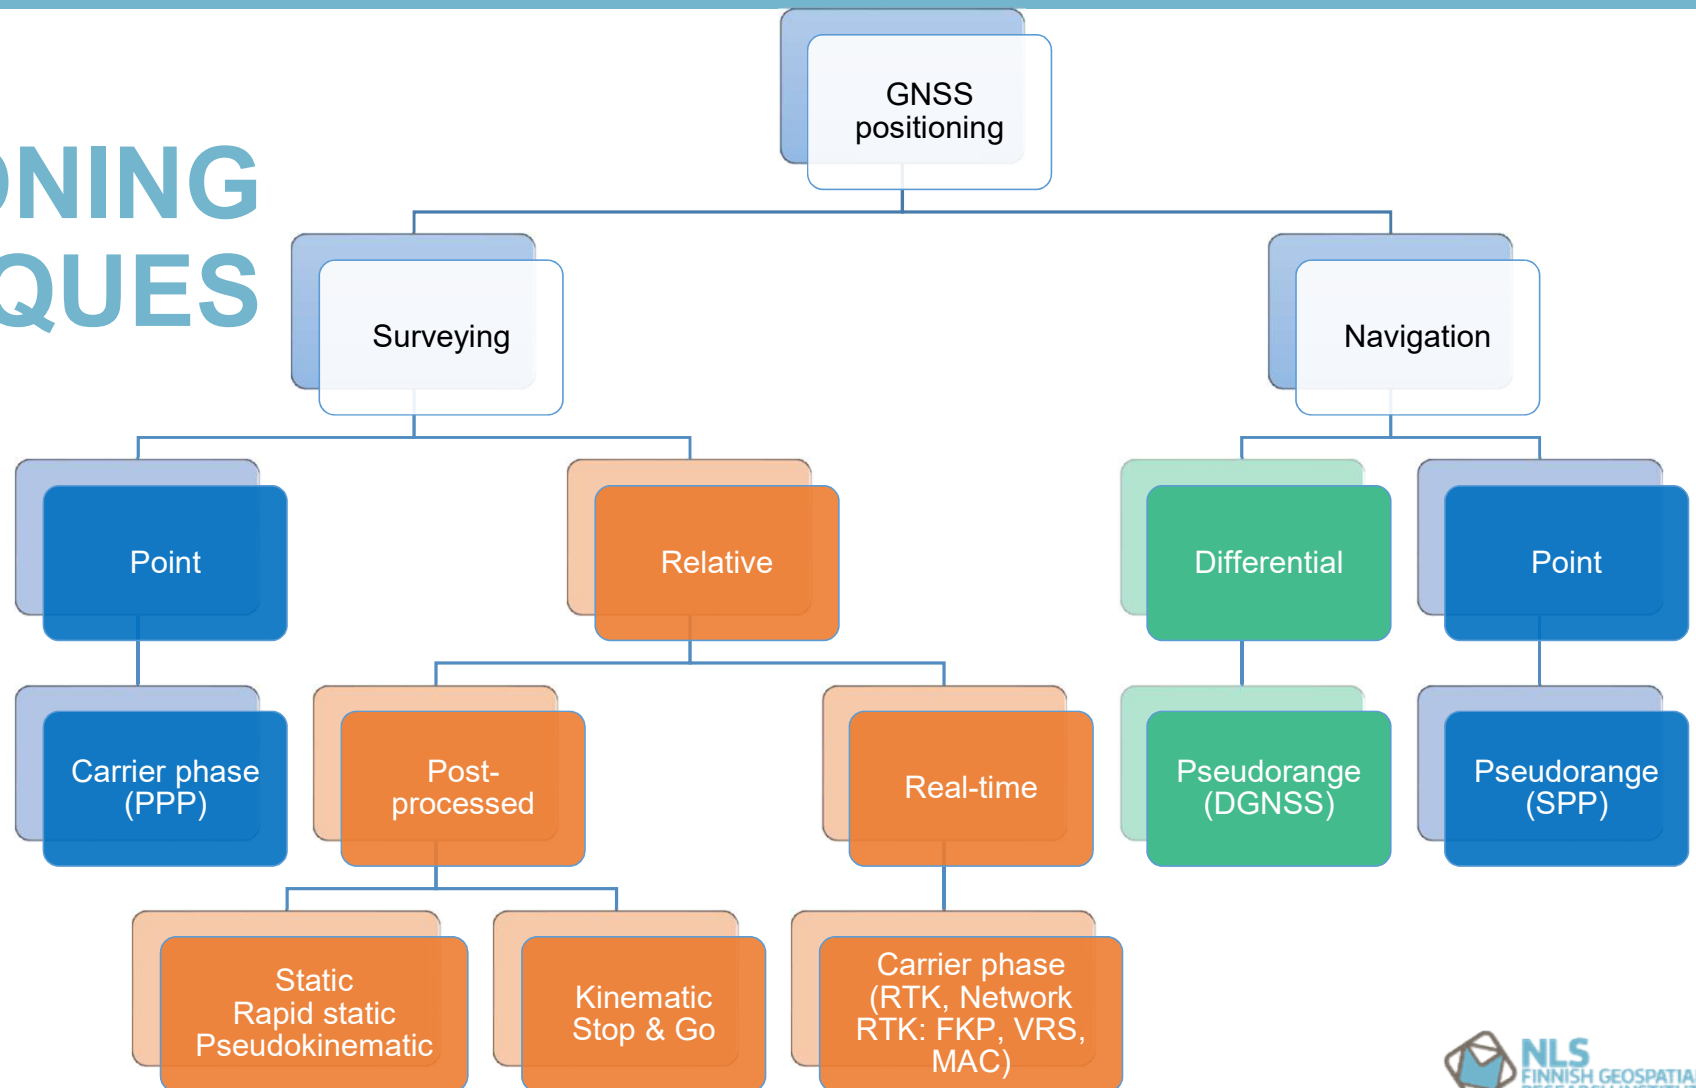 ONING
QUES
GNSS
positioning
Surveying
Navigation
Point
Relative
Differential
Point
Carrier phase
(PPP)
Post-
processed
Real-time
Pseudorange
(DGNSS)
Pseudorange
(SPP)
Static
Rapid static
Pseudokinematic
Kinematic
Stop & Go
Carrier phase
(RTK, Network
RTK: FKP, VRS,
MAC)
NLS
FINNISH GEOSPATIA